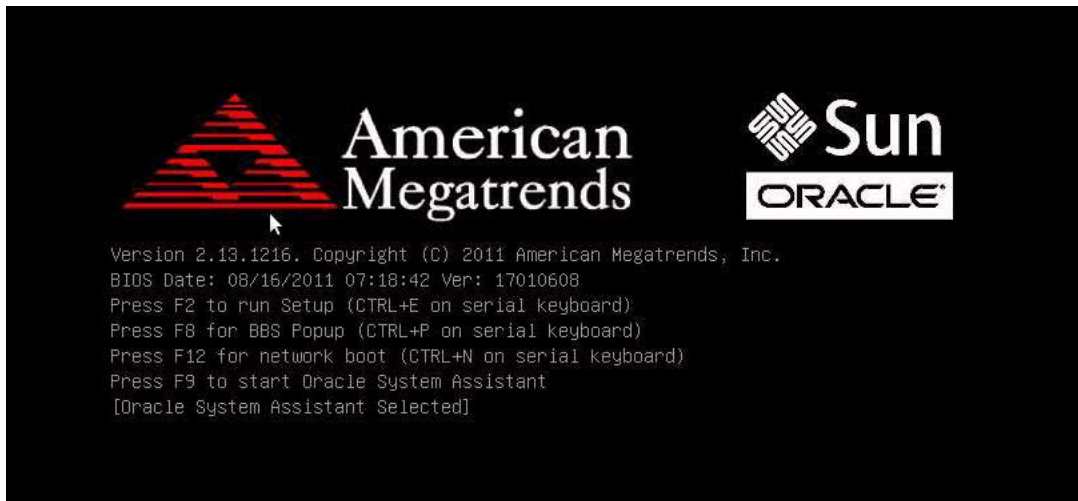 American
Megatrends
Sun
ORACLE
Version 2.13.1216. Copyright (C) 2011 American Megatrends, Inc.
BIOS Date: 08/16/2011 07:18:42 Ver: 17010608
Press F2 to run Setup (CTRL+E on serial keyboard)
Press F8 for BBS Popup (CTRL+P on serial keyboard)
Press F12 for network boot (CTRL+N on serial keyboard)
Press F9 to start Oracle System Assistant
[Oracle System Assistant Selected]